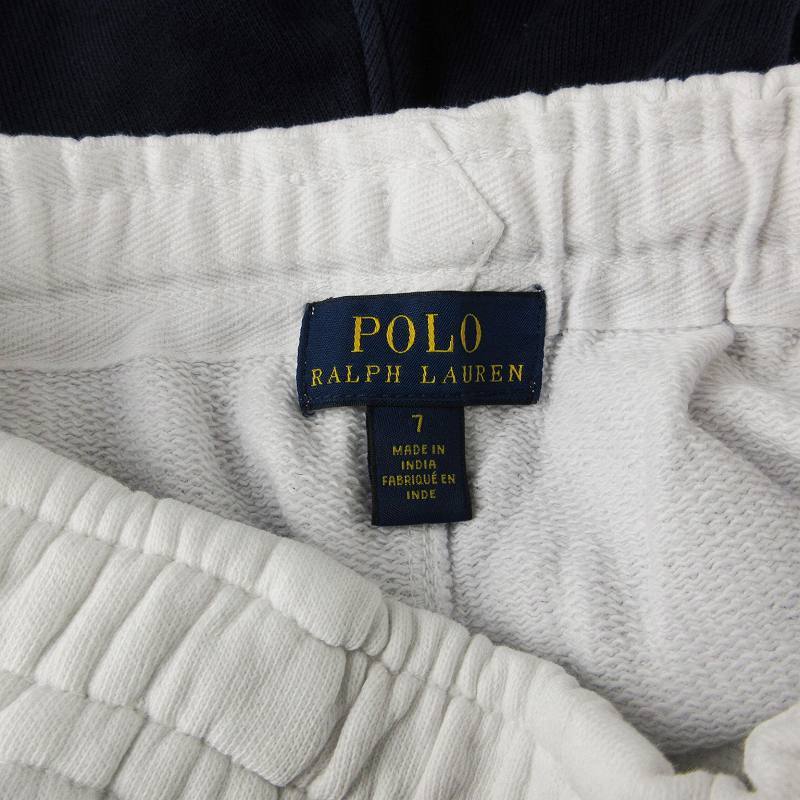 POLO
RALPH LAUREN
7
MADE IN
INDIA
FABRIQUÉ EN
INDE